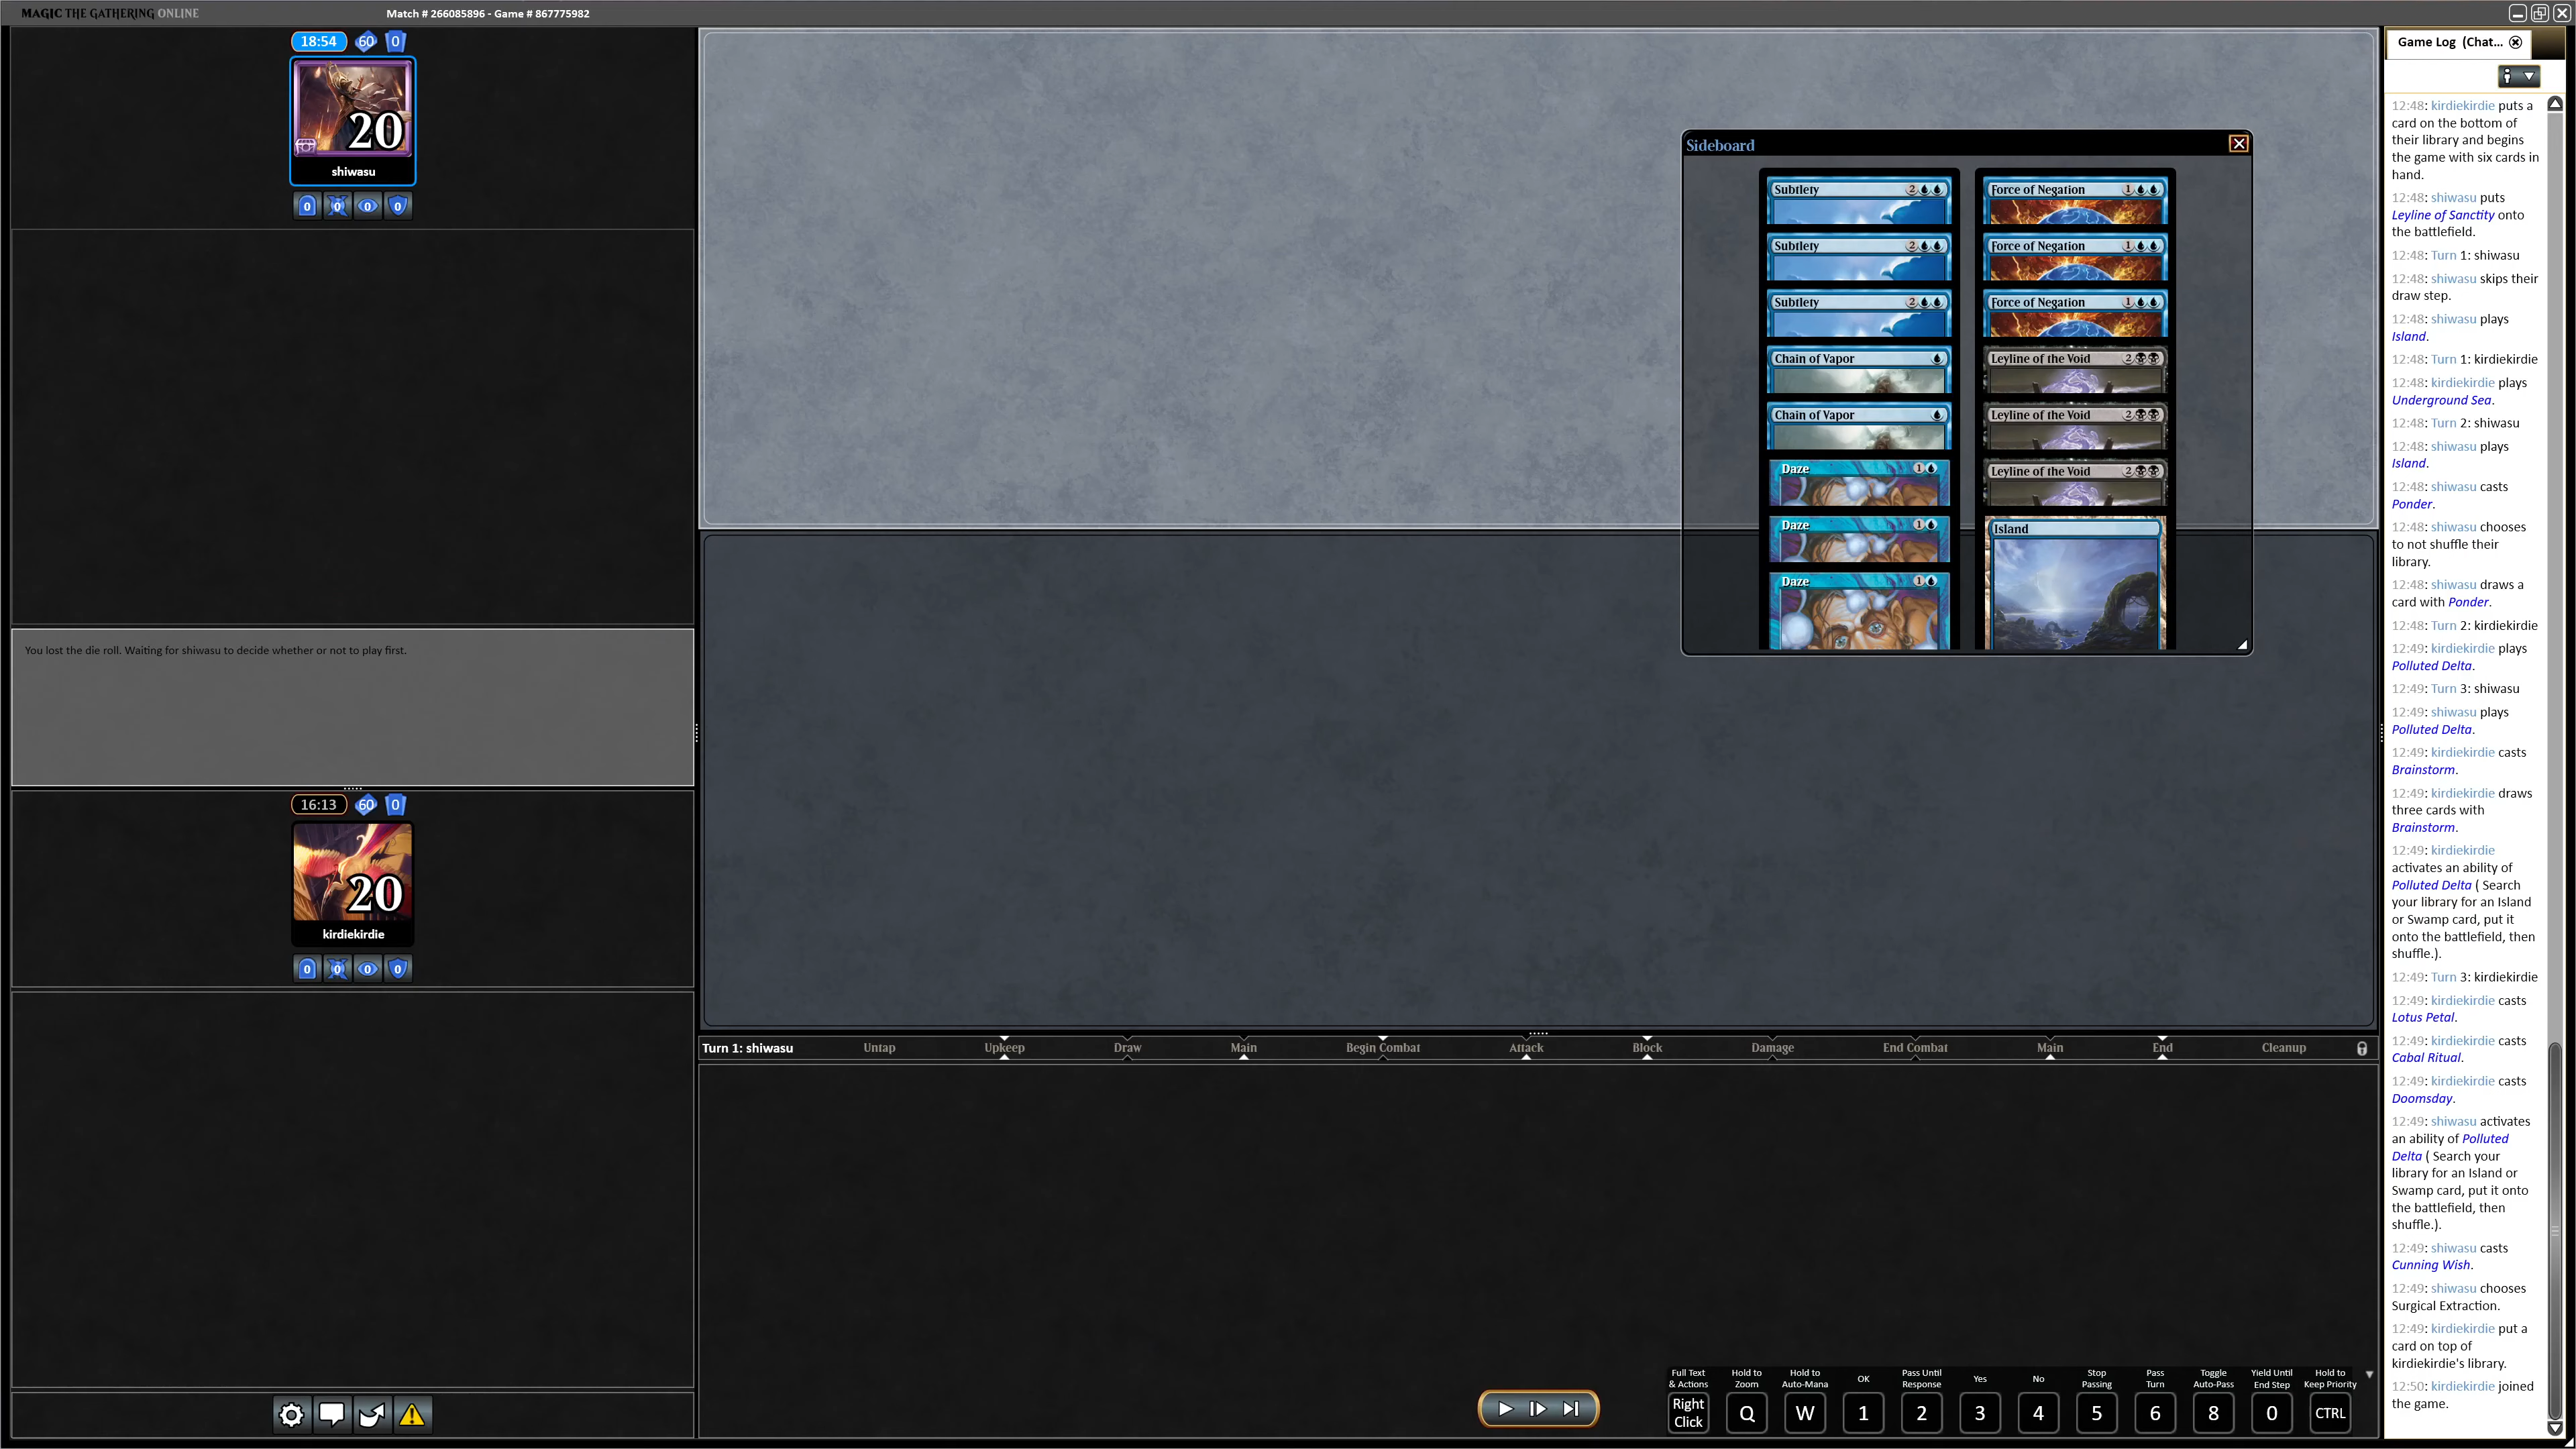 MAGIC THE GATHERING ONLINE
Match # 266085896 - Game # 867775982
18:54 60 0
20
shiwasu
0 0 0 0
You lost the die roll. Waiting for shiwasu to decide whether or not to play first.
16:13 60 0
20
kirdiekirdie
0 0 0 0
Sideboard
Subtlety 2
Subtlety 2
Subtlety 2
Chain of Vapor
Chain of Vapor
Daze 1
Daze 1
Daze 1
Force of Negation 1
Force of Negation 1
Force of Negation 1
Leyline of the Void 2
Leyline of the Void 2
Leyline of the Void 2
Island
Turn 1: shiwasu Untap Upkeep Draw Main Begin Combat Attack Block Damage End Combat Main End Cleanup
Full Text & Actions
Right Click
Hold to Zoom
Q
Hold to Auto-Mana
W
OK
1
Pass Until Response
2
Yes
3
No
4
Stop Passing
5
Pass Turn
6
Toggle Auto-Pass
8
Yield Until End Step
0
Hold to Keep Priority
CTRL
Game Log (Chat...
12:48: kirdiekirdie puts a
card on the bottom of
their library and begins
the game with six cards in
hand.
12:48: shiwasu puts
Leyline of Sanctity onto
the battlefield.
12:48: Turn 1: shiwasu
12:48: shiwasu skips their
draw step.
12:48: shiwasu plays
Island.
12:48: Turn 1: kirdiekirdie
12:48: kirdiekirdie plays
Underground Sea.
12:48: Turn 2: shiwasu
12:48: shiwasu plays
Island.
12:48: shiwasu casts
Ponder.
12:48: shiwasu chooses
to not shuffle their
library.
12:48: shiwasu draws a
card with Ponder.
12:48: Turn 2: kirdiekirdie
12:49: kirdiekirdie plays
Polluted Delta.
12:49: Turn 3: shiwasu
12:49: shiwasu plays
Polluted Delta.
12:49: kirdiekirdie casts
Brainstorm.
12:49: kirdiekirdie draws
three cards with
Brainstorm.
12:49: kirdiekirdie
activates an ability of
Polluted Delta ( Search
your library for an Island
or Swamp card, put it
onto the battlefield, then
shuffle.).
12:49: Turn 3: kirdiekirdie
12:49: kirdiekirdie casts
Lotus Petal.
12:49: kirdiekirdie casts
Cabal Ritual.
12:49: kirdiekirdie casts
Doomsday.
12:49: shiwasu activates
an ability of Polluted
Delta ( Search your
library for an Island or
Swamp card, put it onto
the battlefield, then
shuffle.).
12:49: shiwasu casts
Cunning Wish.
12:49: shiwasu chooses
Surgical Extraction.
12:49: kirdiekirdie put a
card on top of
kirdiekirdie's library.
12:50: kirdiekirdie joined
the game.